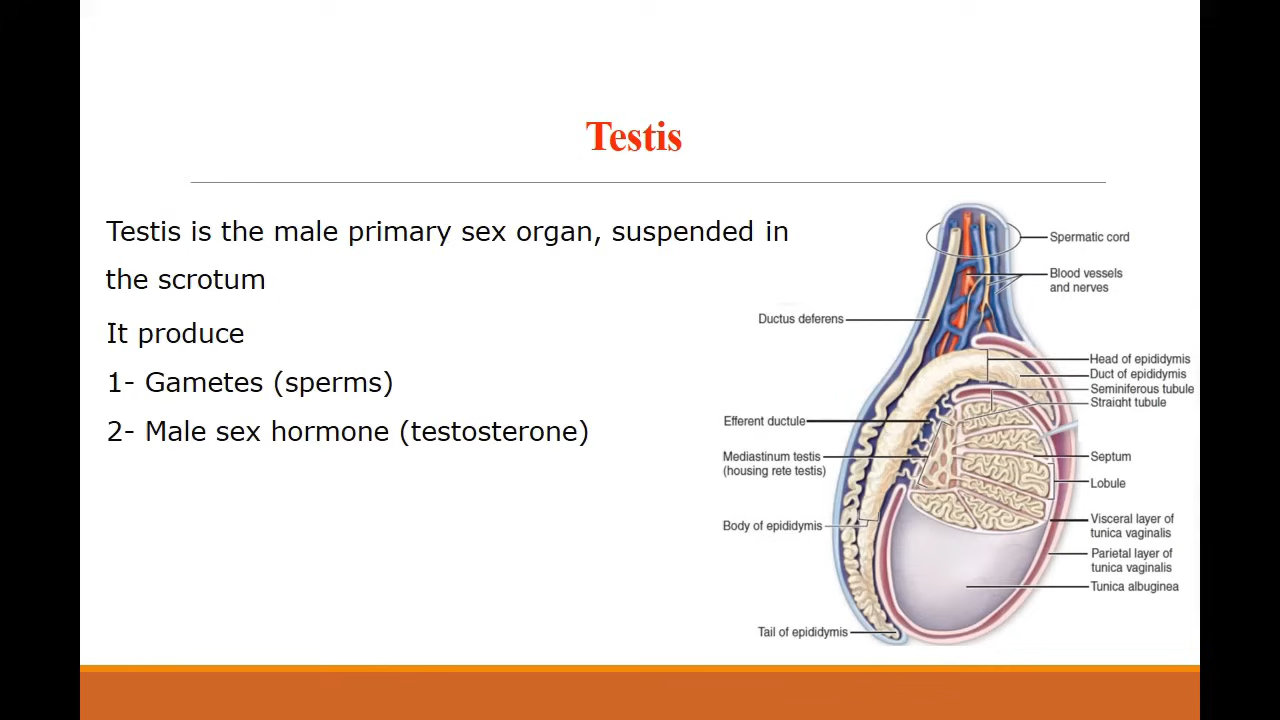 Testis
Testis is the male primary sex organ, suspended in
the scrotum
It produce
1- Gametes (sperms)
2- Male sex hormone (testosterone)
Spermatic cord
Blood vessels
and nerves
Ductus deferens
Head of epididymis
Duct of epididymis
Seminiferous tubule
Straight tubule
Efferent ductule
Mediastinum testis
(housing rete testis)
Septum
Lobule
Body of epididymis
Visceral layer of
tunica vaginalis
Parietal layer of
tunica vaginalis
Tunica albuginea
Tail of epididymis